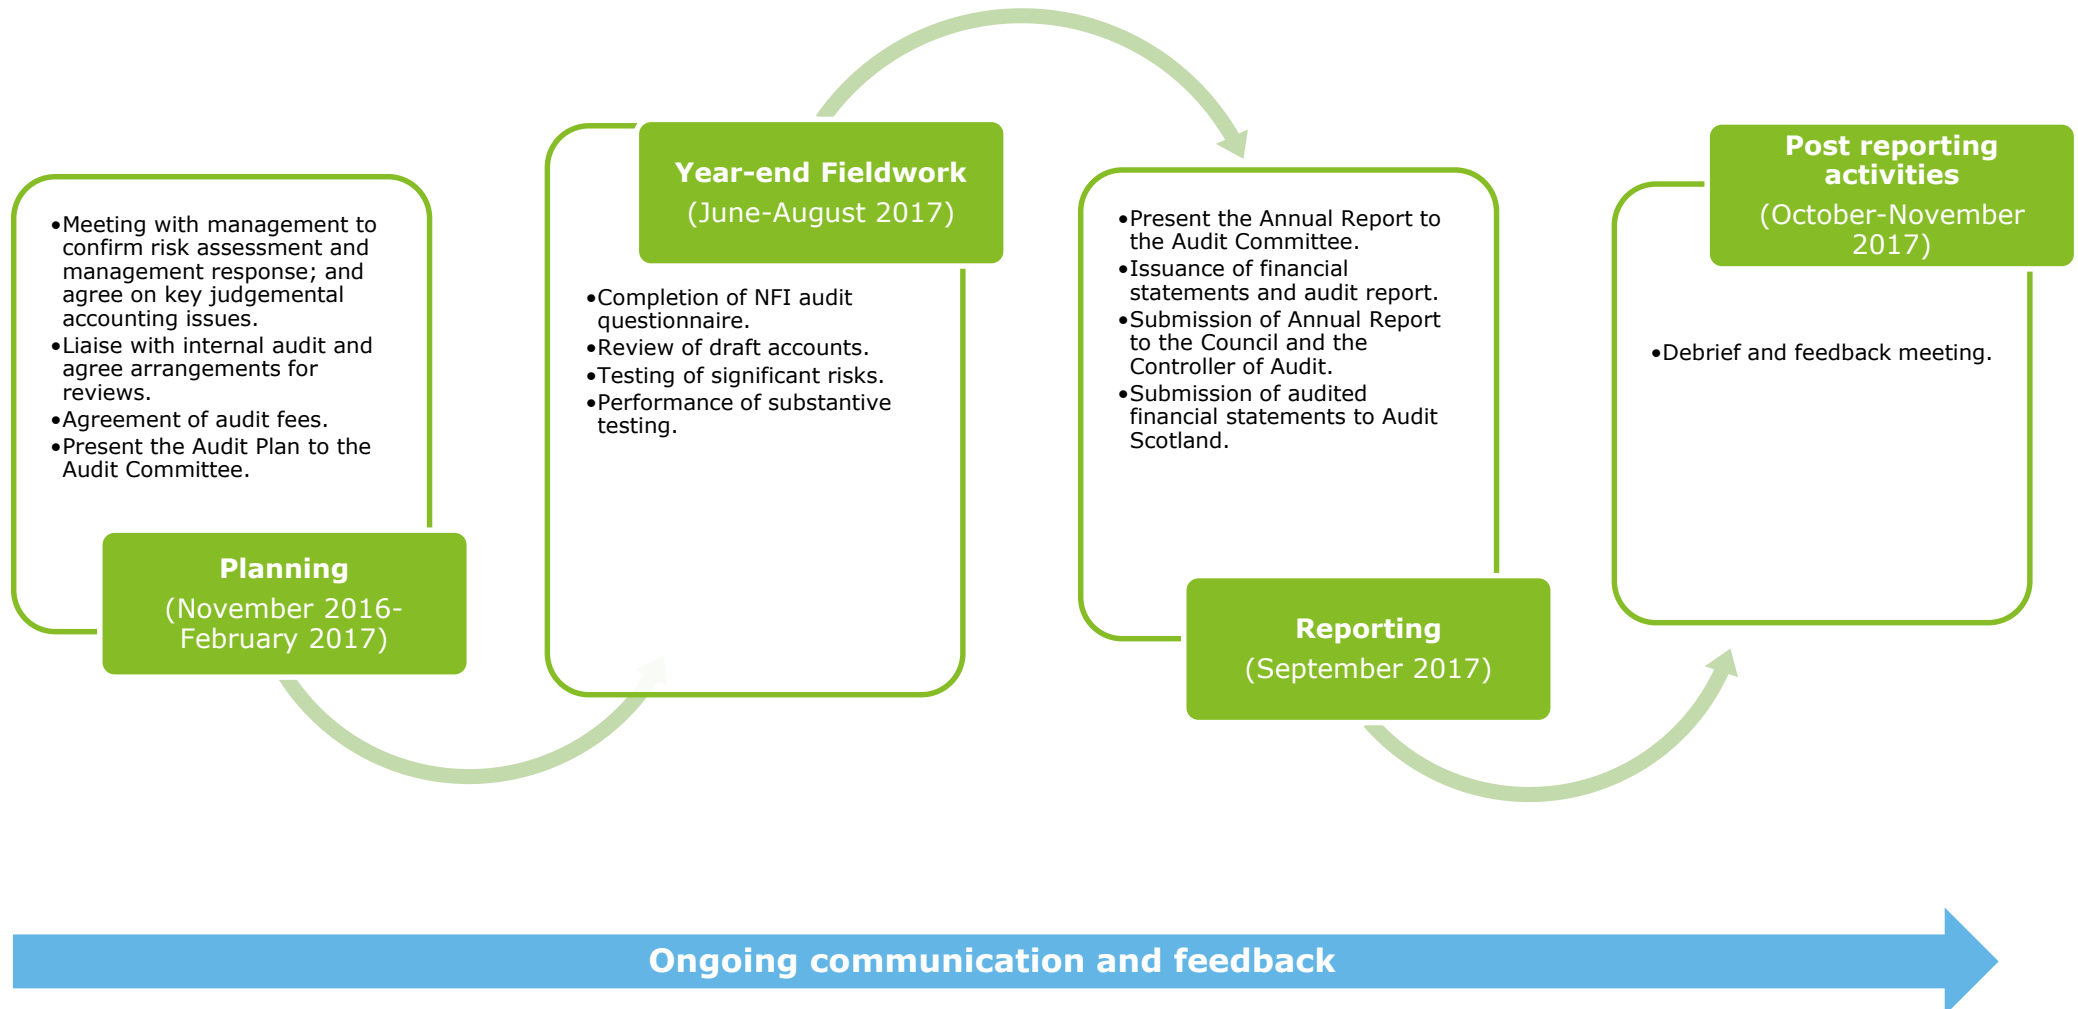 •Meeting with management to
confirm risk assessment and
management response; and
agree on key judgemental
accounting issues.
•Liaise with internal audit and
agree arrangements for
reviews.
•Agreement of audit fees.
•Present the Audit Plan to the
Audit Committee.
Planning
(November 2016-
February 2017)
Year-end Fieldwork
(June-August 2017)
•Completion of NFI audit
questionnaire.
•Review of draft accounts.
•Testing of significant risks.
•Performance of substantive
testing.
•Present the Annual Report to
the Audit Committee.
•Issuance of financial
statements and audit report.
•Submission of Annual Report
to the Council and the
Controller of Audit.
•Submission of audited
financial statements to Audit
Scotland.
Reporting
(September 2017)
Post reporting
activities
(October-November
2017)
•Debrief and feedback meeting.
Ongoing communication and feedback